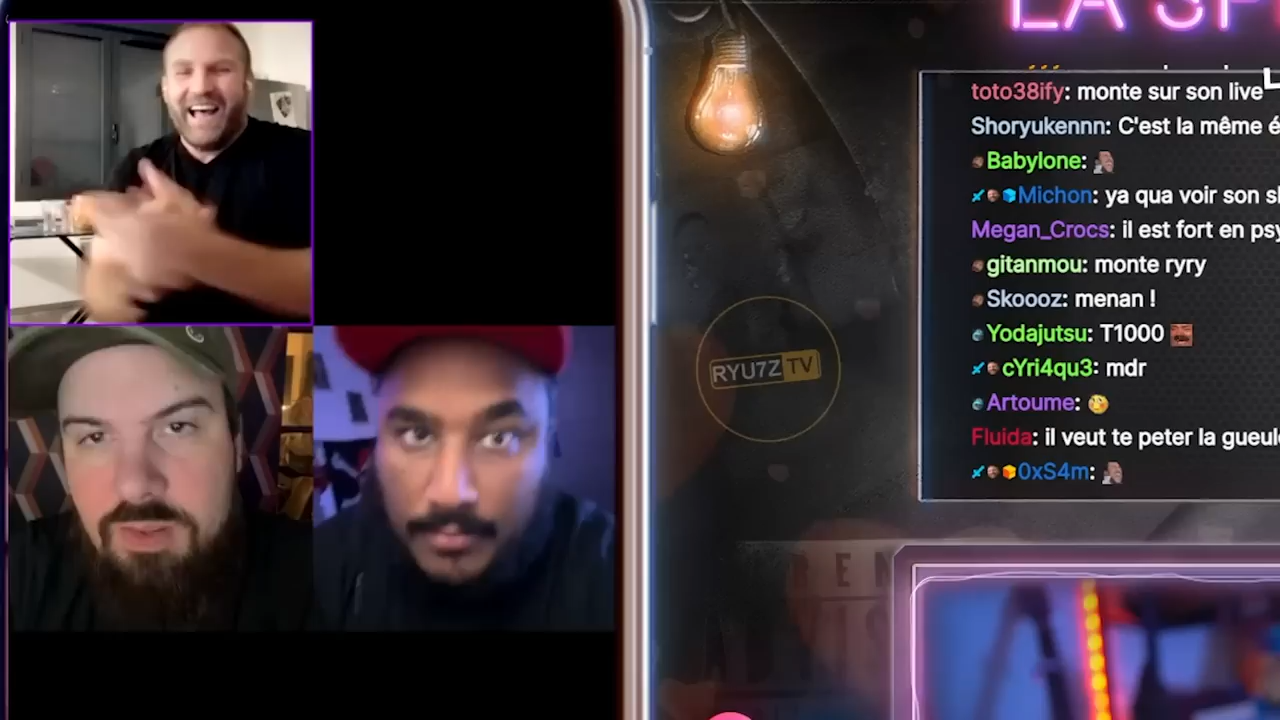 LA SP
toto38ify: monte sur son live
Shoryukennn: C'est la même é
Babylone:
Michon: ya qua voir son s
Megan_Crocs: il est fort en psy
gitanmou: monte ryry
Skoooz: menan !
Yodajutsu: T1000
cYri4qu3: mdr
Artoume:
Fluida: il veut te peter la gueul
0xS4m:
RYU7Z TV